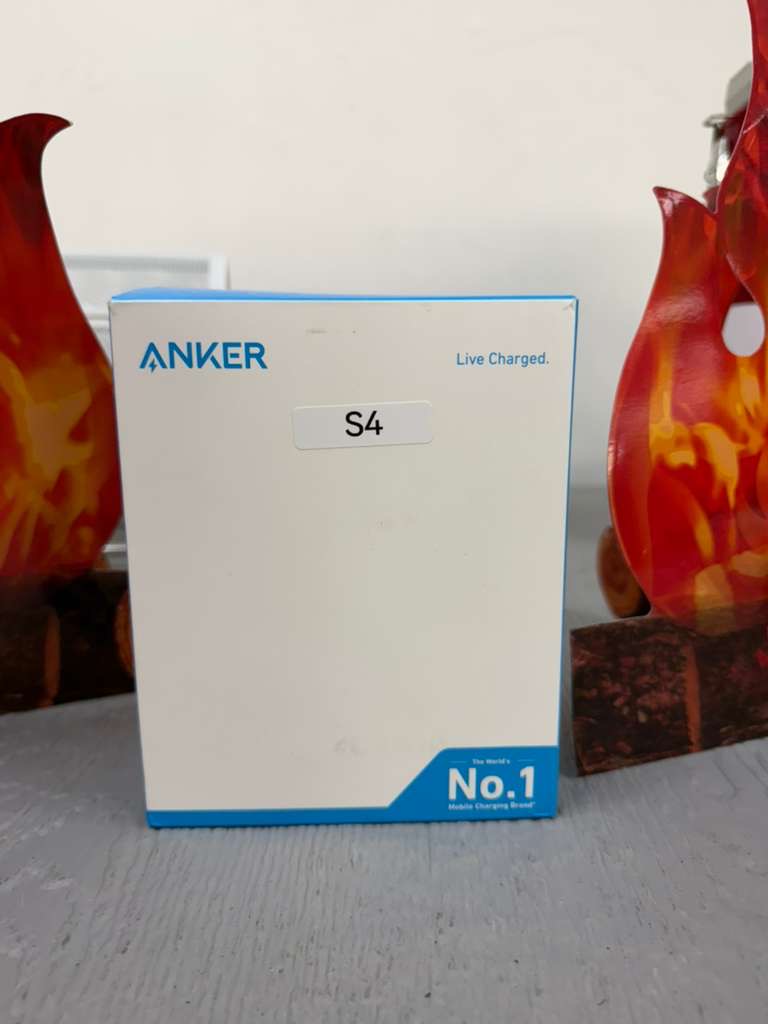 ANKER
Live Charged.
S4
The World's
No.1
Mobile Charging Brand*